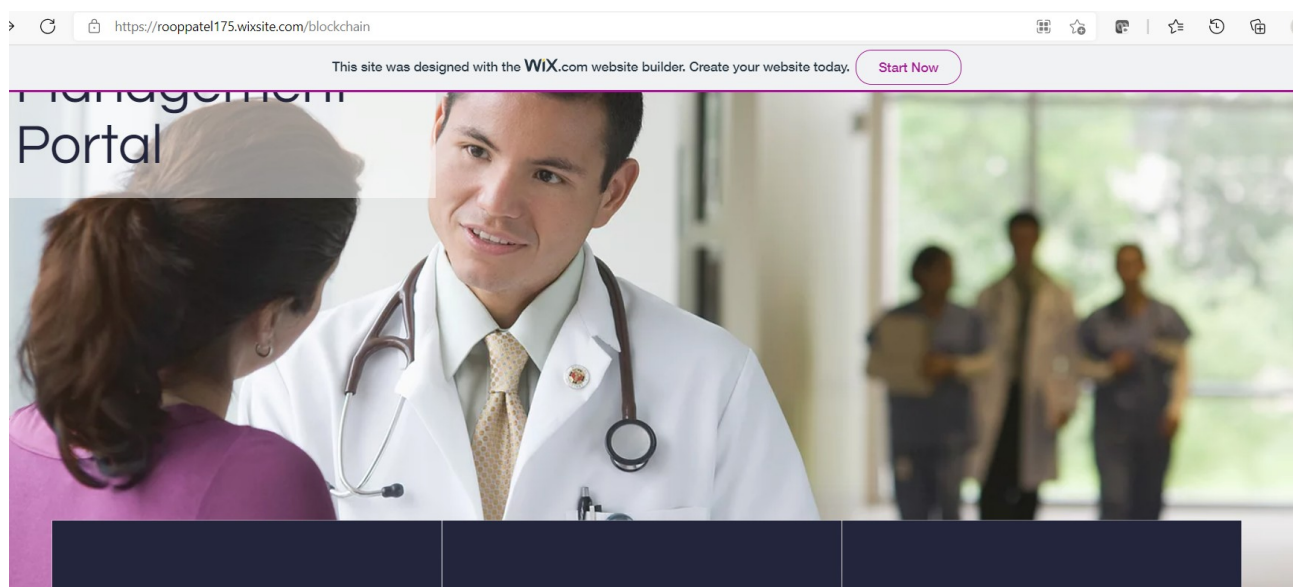 https://rooppatel175.wixsite.com/blockchain
This site was designed with the WiX.com website builder. Create your website today. Start Now
Management
Portal